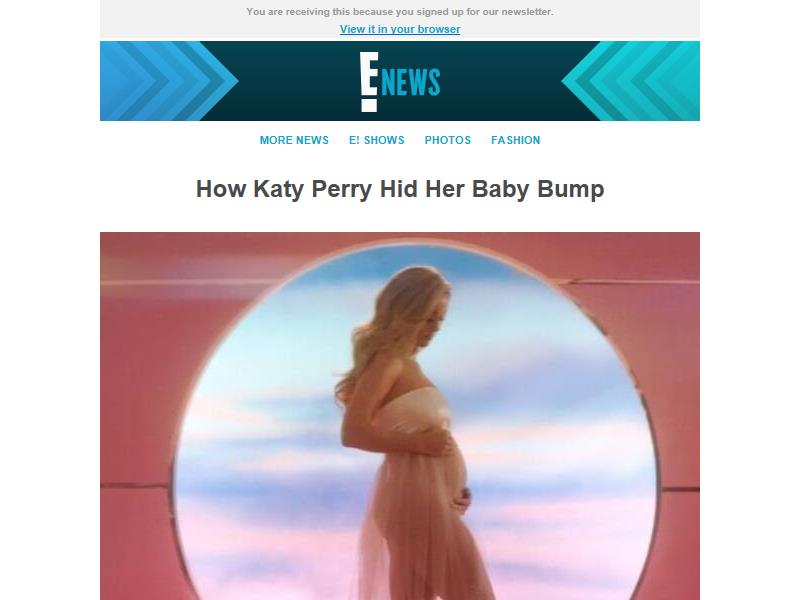 You are receiving this because you signed up for our newsletter.
View it in your browser
E! NEWS
MORE NEWS E! SHOWS PHOTOS FASHION
How Katy Perry Hid Her Baby Bump